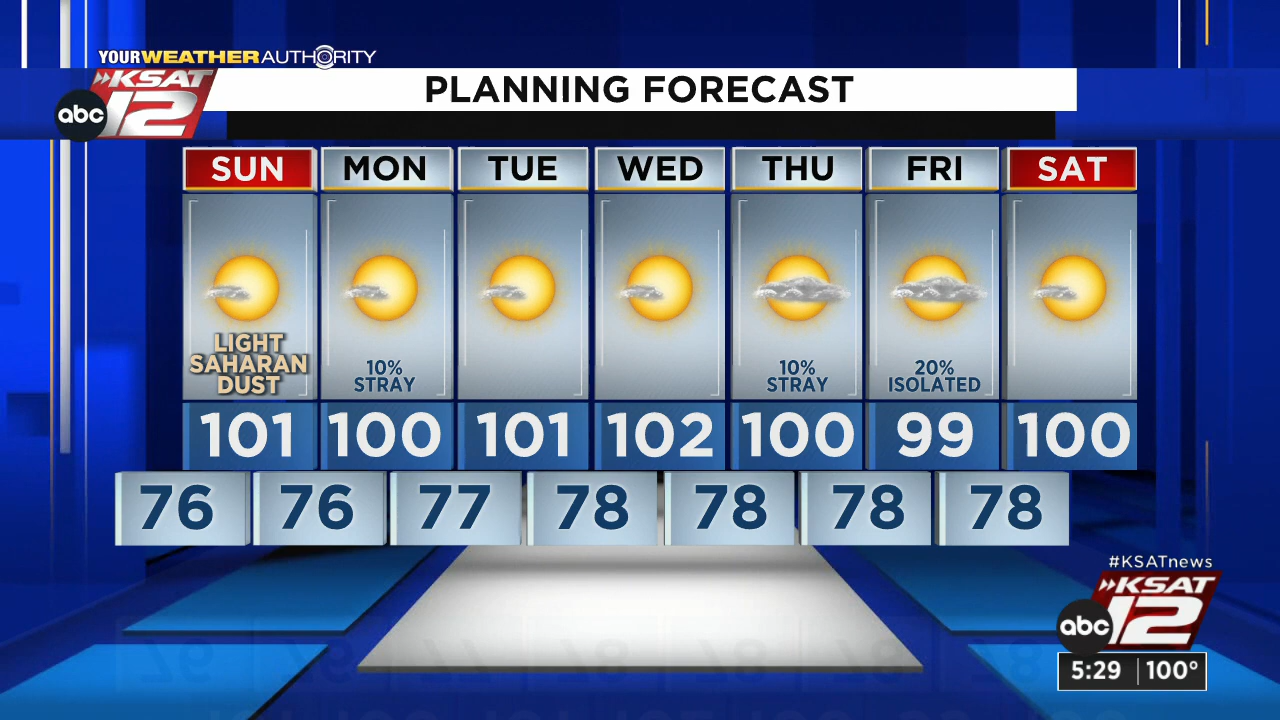 YOURWEATHERAUTHORITY
KSAT
abc
12
PLANNING FORECAST
SUN MON TUE WED THU FRI SAT
LIGHT
SAHARAN
DUST
10%
STRAY
10%
STRAY
20%
ISOLATED
101 100 101 102 100 99 100
76 76 77 78 78 78 78
#KSATnews
KSAT
abc
12
5:29 100°